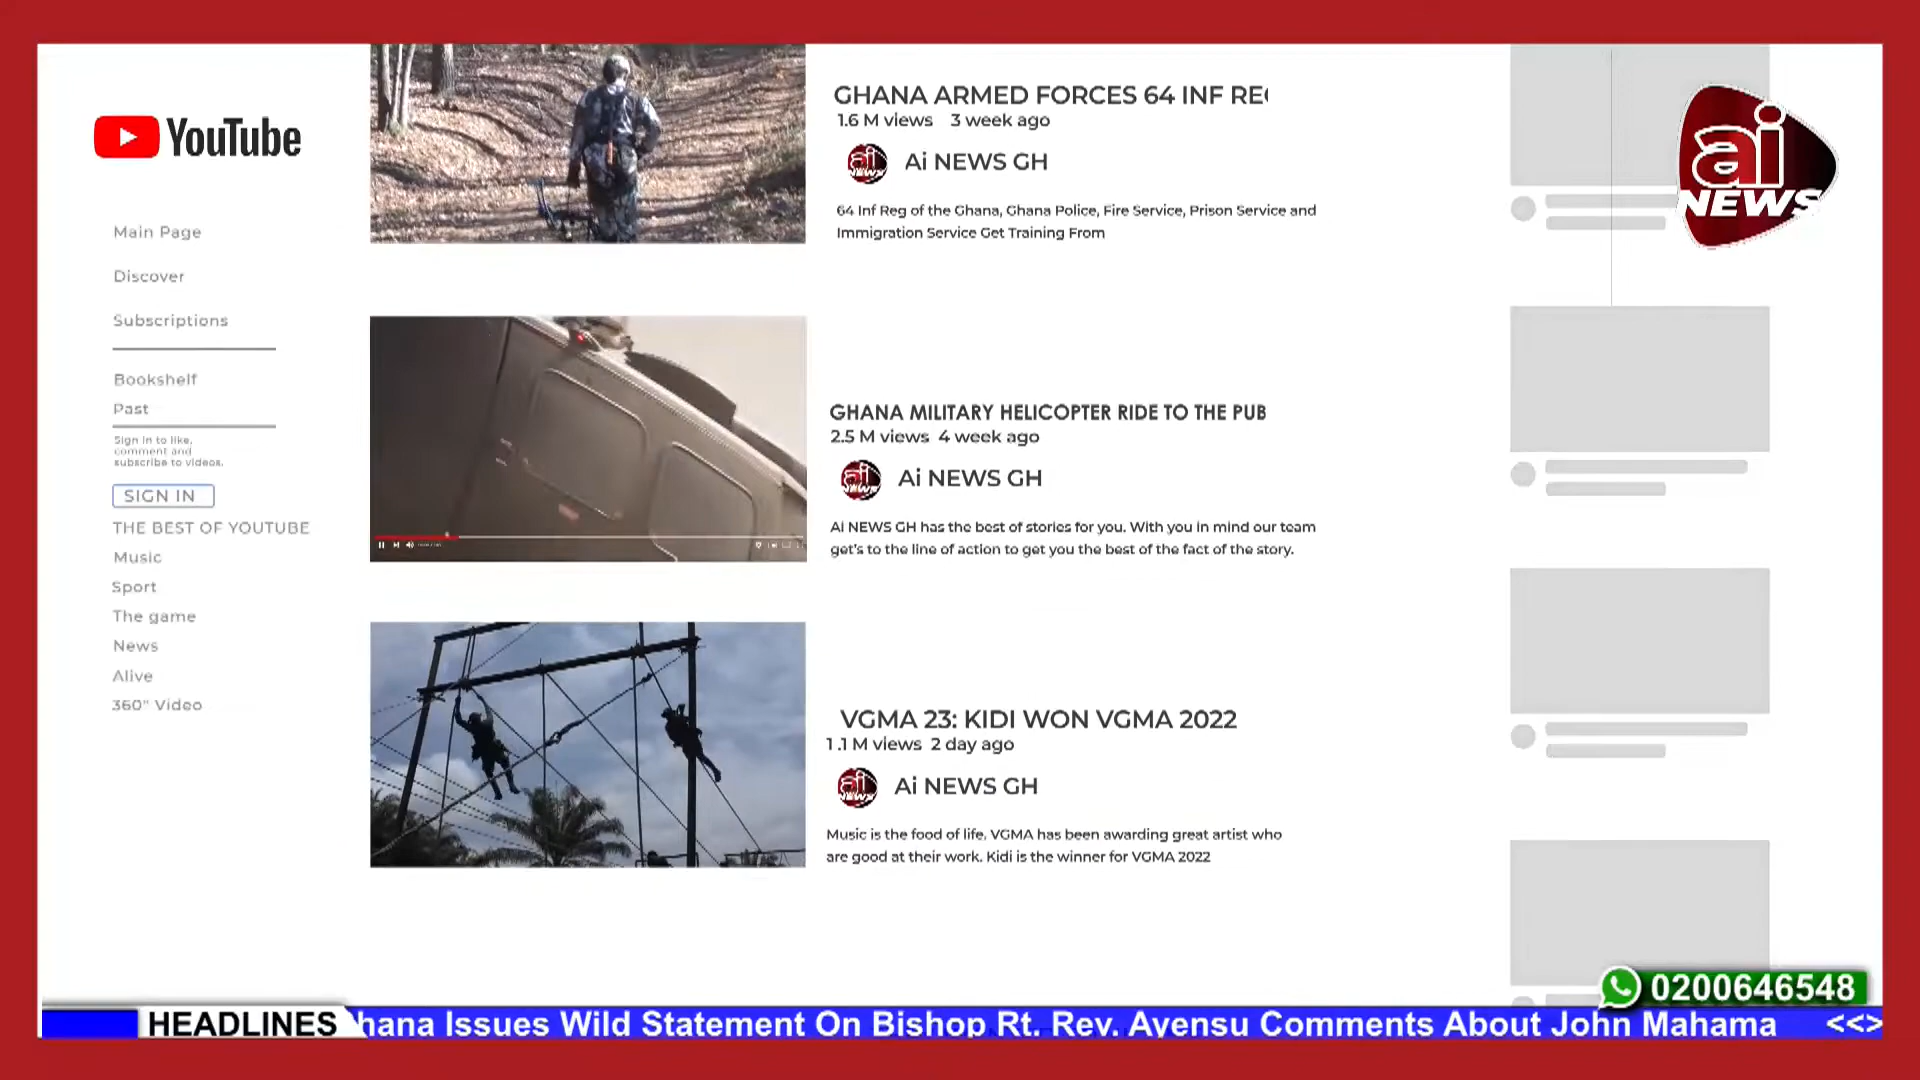 YouTube
Main Page
Discover
Subscriptions
Bookshelf
Past
Sign in to like,
comment and
subscribe to videos.
SIGN IN
THE BEST OF YOUTUBE
Music
Sport
The game
News
Alive
360" Video
GHANA ARMED FORCES 64 INF REG
1.6 M views 3 week ago
ai NEWS
Ai NEWS GH
64 Inf Reg of the Ghana, Ghana Police, Fire Service, Prison Service and
Immigration Service Get Training From
GHANA MILITARY HELICOPTER RIDE TO THE PUB
2.5 M views 4 week ago
ai NEWS
Ai NEWS GH
Ai NEWS GH has the best of stories for you. With you in mind our team
get's to the line of action to get you the best of the fact of the story.
VGMA 23: KIDI WON VGMA 2022
1.1 M views 2 day ago
ai NEWS
Ai NEWS GH
Music is the food of life. VGMA has been awarding great artist who
are good at their work. Kidi is the winner for VGMA 2022
ai
NEWS
0200646548
HEADLINES
hana Issues Wild Statement On Bishop Rt. Rev. Ayensu Comments About John Mahama <<>